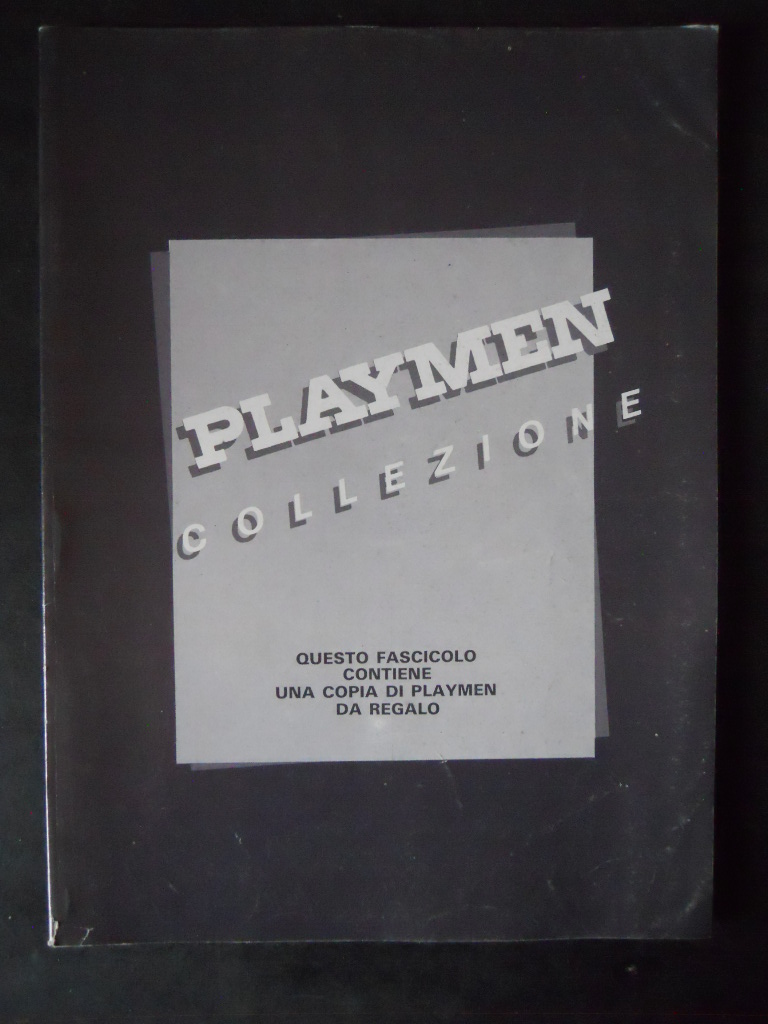 PLAYMEN
COLLEZIONE
QUESTO FASCICOLO
CONTIENE
UNA COPIA DI PLAYMEN
DA REGALO